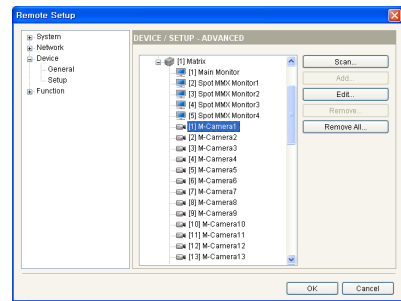 Remote Setup
System
Network
Device
General
Setup
Function
DEVICE / SETUP - ADVANCED
[1] Matrix
[1] Main Monitor
[2] Spot MMX Monitor1
[3] Spot MMX Monitor2
[4] Spot MMX Monitor3
[5] Spot MMX Monitor4
[1] M-Camera1
[2] M-Camera2
[3] M-Camera3
[4] M-Camera4
[5] M-Camera5
[6] M-Camera6
[7] M-Camera7
[8] M-Camera8
[9] M-Camera9
[10] M-Camera10
[11] M-Camera11
[12] M-Camera12
[13] M-Camera13
Scan...
Add...
Edit...
Remove...
Remove All...
OK
Cancel